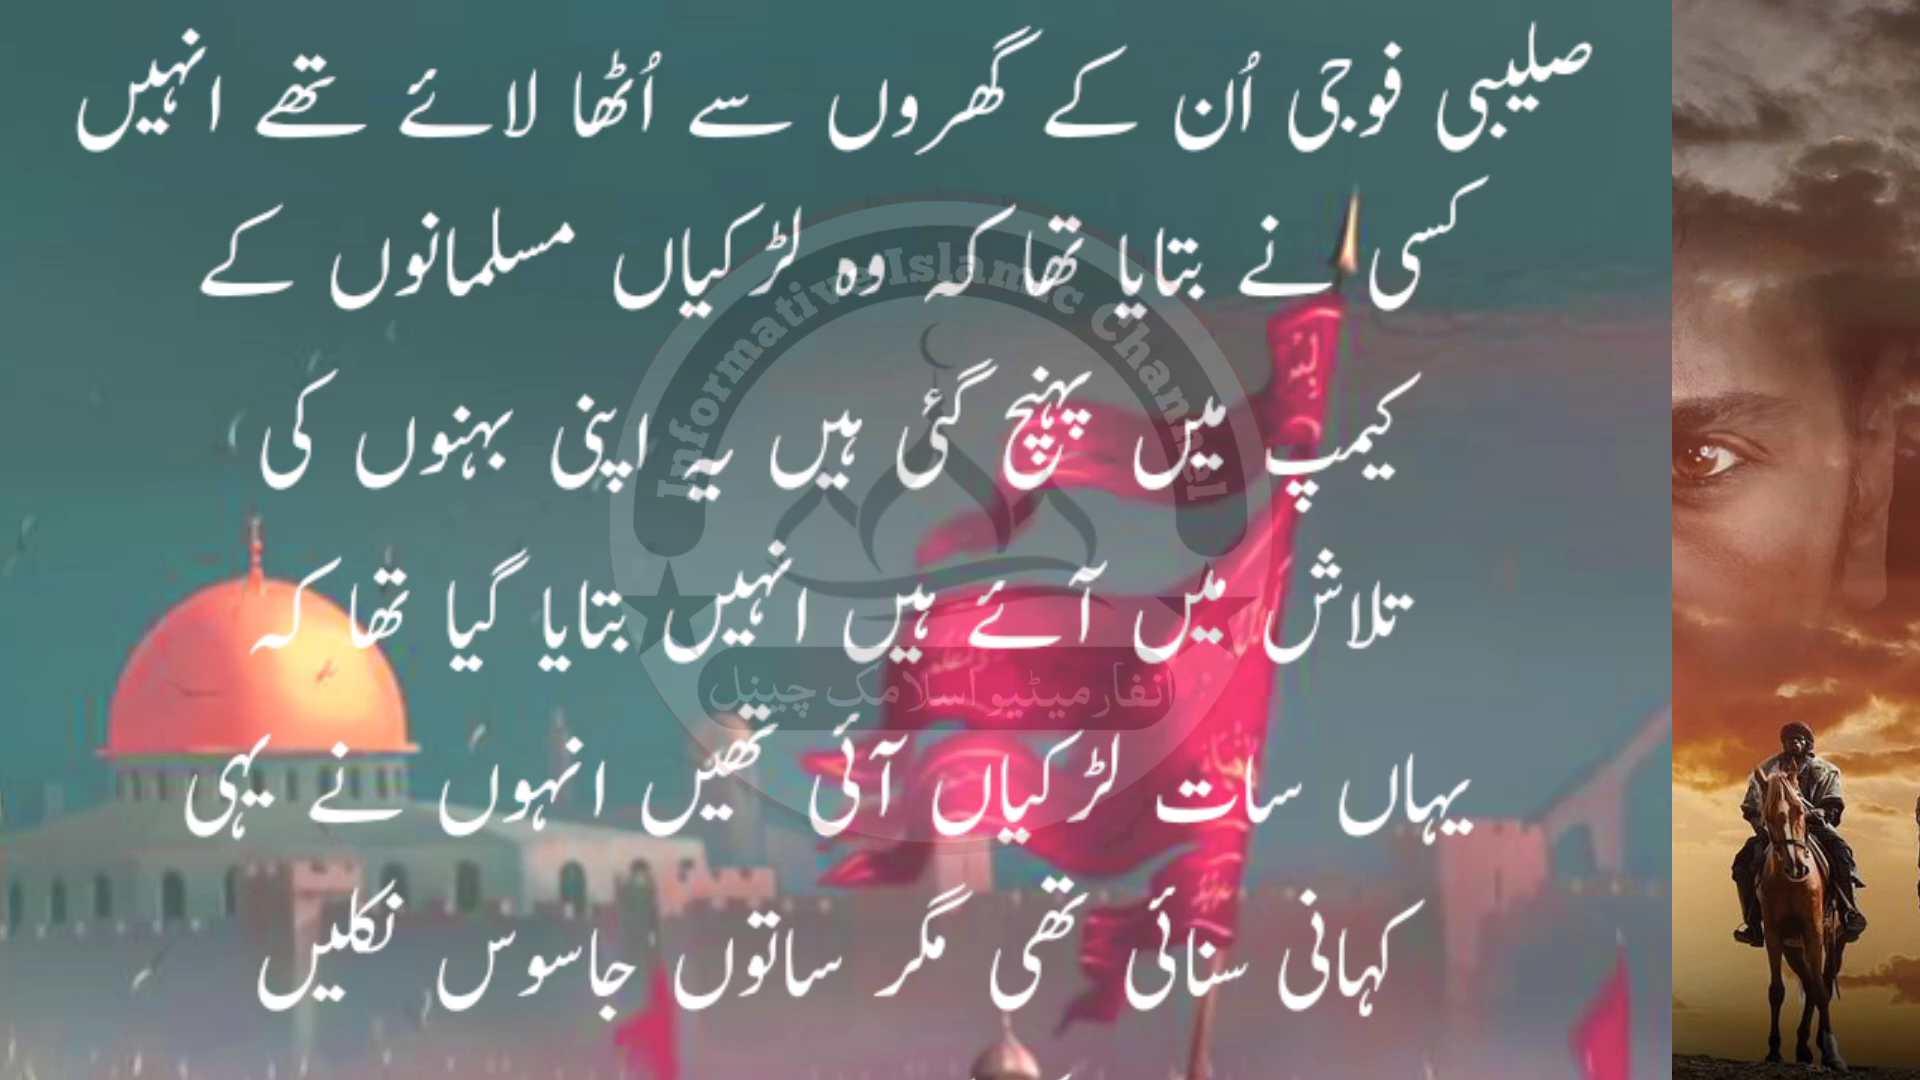 صلیبی فوجی اُن کے گھروں سے اُٹھا لائے تھے انہیں
کسی نے بتایا تھا کہ وہ لڑکیاں مسلمانوں کے
کیمپ میں پہنچ گئی ہیں یہ اپنی بہنوں کی
تلاش میں آئے ہیں انہیں بتایا گیا تھا کہ
یہاں سات لڑکیاں آئی تھیں انہوں نے یہی
کہانی سنائی تھی مگر ساتوں جاسوس نکلیں
Informative Islamic Channel
انفارمیٹیو اسلامک چینل